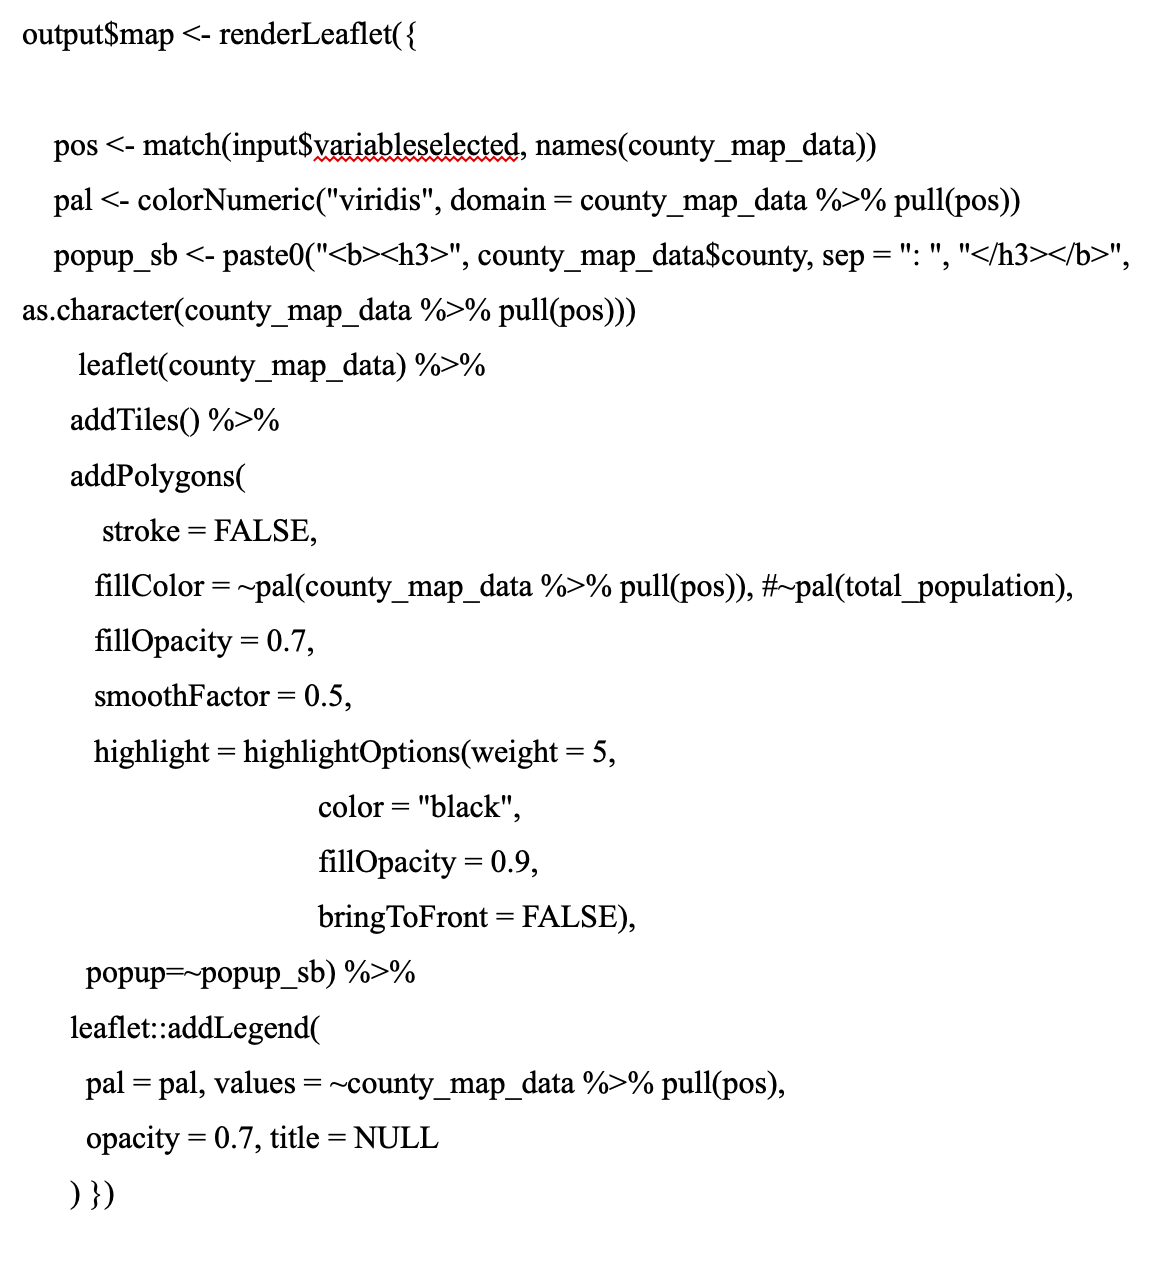 output$map <- renderLeaflet({
pos <- match(input$variableselected, names(county_map_data))
pal <- colorNumeric("viridis", domain = county_map_data %>% pull(pos))
popup_sb <- paste0("<b><h3>", county_map_data$county, sep = ": ", "</h3></b>",
as.character(county_map_data %>% pull(pos)))
leaflet(county_map_data) %>%
addTiles() %>%
addPolygons(
stroke = FALSE,
fillColor = ~pal(county_map_data %>% pull(pos)), #~pal(total_population),
fillOpacity = 0.7,
smoothFactor = 0.5,
highlight = highlightOptions(weight = 5,
color = "black",
fillOpacity = 0.9,
bringToFront = FALSE),
popup=~popup_sb) %>%
leaflet::addLegend(
pal = pal, values = ~county_map_data %>% pull(pos),
opacity = 0.7, title = NULL
) })